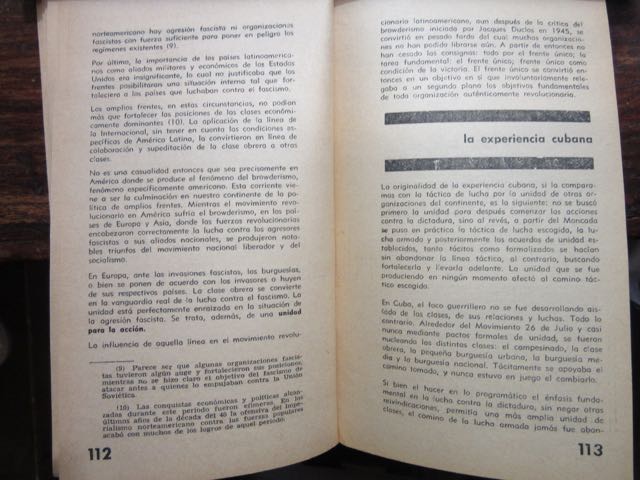 norteamericano hay agresión fascista ni organizaciones
fascistas con fuerza suficiente para poner en peligro los
regímenes existentes (9).
Por último, la importancia de los países latinoamerica-
nos como aliados militares y económicos de los Estados
Unidos era insignificante, lo cual no justificaba que los
frentes posibilitaran una situación interna tal que for-
taleciera a los países que luchaban contra el fascismo.
Los amplios frentes, en estas circunstancias, no podían
más que fortalecer las posiciones de las clases económi-
camente dominantes (10). La aplicación de la línea de
la Internacional, sin tener en cuenta las condiciones es-
pecíficas de América Latina, la convirtieron en línea de
colaboración y supeditación de la clase obrera a otras
clases.
No es una casualidad entonces que sea precisamente en
América donde se produce el fenómeno del browderismo,
fenómeno específicamente americano. Esta corriente vie-
ne a ser la culminación en nuestro continente de la po-
lítica de amplios frentes. Mientras el movimiento revo-
lucionario en América sufría el browderismo, en los paí-
ses de Europa y Asia, donde las fuerzas revolucionarias
encabezaron correctamente la lucha contra los agresores
fascistas o sus aliados nacionales, se produjeron nota-
bles triunfos del movimiento nacional liberador y del
socialismo.
En Europa, ante las invasiones fascistas, las burguesías,
o bien se ponen de acuerdo con los invasores o huyen
de sus respectivos países. La clase obrera se convierte
en la vanguardia real de la lucha contra el fascismo. La
unidad está perfectamente enraizada en la situación de
la agresión fascista. Se trata, además, de una unidad
para la acción.
La influencia de aquella línea en el movimiento revolu-
(9) Parece ser que algunas organizaciones fascis-
tas tuvieron algún auge y fortalecieron sus posiciones,
mientras no se hizo claro el objetivo del fascismo de
atacar antes a quienes lo empujaban contra la Unión
Soviética.
(10) Las conquistas económicas y políticas alcan-
zadas durante este período fueron efímeras. En los
últimos años de la década del 40 la ofensiva del impe-
rialismo norteamericano contra las fuerzas populares
acabó con muchos de los logros de aquel período.
112
cionario latinoamericano, aun después de la crítica del
browderismo iniciada por Jacques Duclos en 1945, se
convirtió en pesado fardo del cual muchas organizacio-
nes no han podido librarse aún. A partir de entonces no
han cesado las consignas: todo por el frente único; la
tarea fundamental: el frente único; frente único como
condición de la victoria. El frente único se convirtió en-
tonces en un objetivo en sí que involuntariamente rele-
gaba a un segundo plano los objetivos fundamentales
de toda organización auténticamente revolucionaria.
la experiencia cubana
La originalidad de la experiencia cubana, si la compara-
mos con la táctica de lucha por la unidad de otras or-
ganizaciones del continente, es la siguiente: no se buscó
primero la unidad para después comenzar las acciones
contra la dictadura, sino al revés, a partir del Moncada
se puso en práctica la táctica de lucha escogida, la lu-
cha armada y posteriormente los acuerdos de unidad es-
tablecidos, tanto tácitos como formalizados se hacían
sin abandonar la línea táctica, al contrario, buscando
fortalecerla y llevarla adelante. La unidad que se fue
produciendo en ningún momento afectó al camino tác-
tico escogido.
En Cuba, el foco guerrillero no se fue desarrollando ais-
lado de las clases, de sus relaciones y luchas. Todo lo
contrario. Alrededor del Movimiento 26 de Julio y casi
nunca mediante pactos formales de unidad, se fueron
nucleando las distintas clases: el campesinado, la clase
obrera, la pequeña burguesía urbana, la burguesía me-
dia y la burguesía nacional. Tácitamente se apoyaba el
camino tomado, y nunca estuvo en juego el cambiarlo.
Si bien el hacer en lo programático el énfasis funda-
mental en la lucha contra la dictadura, sin negar otras
reivindicaciones, permitía una más amplia unidad de
clases, el camino de la lucha armada jamás fue aban-
113